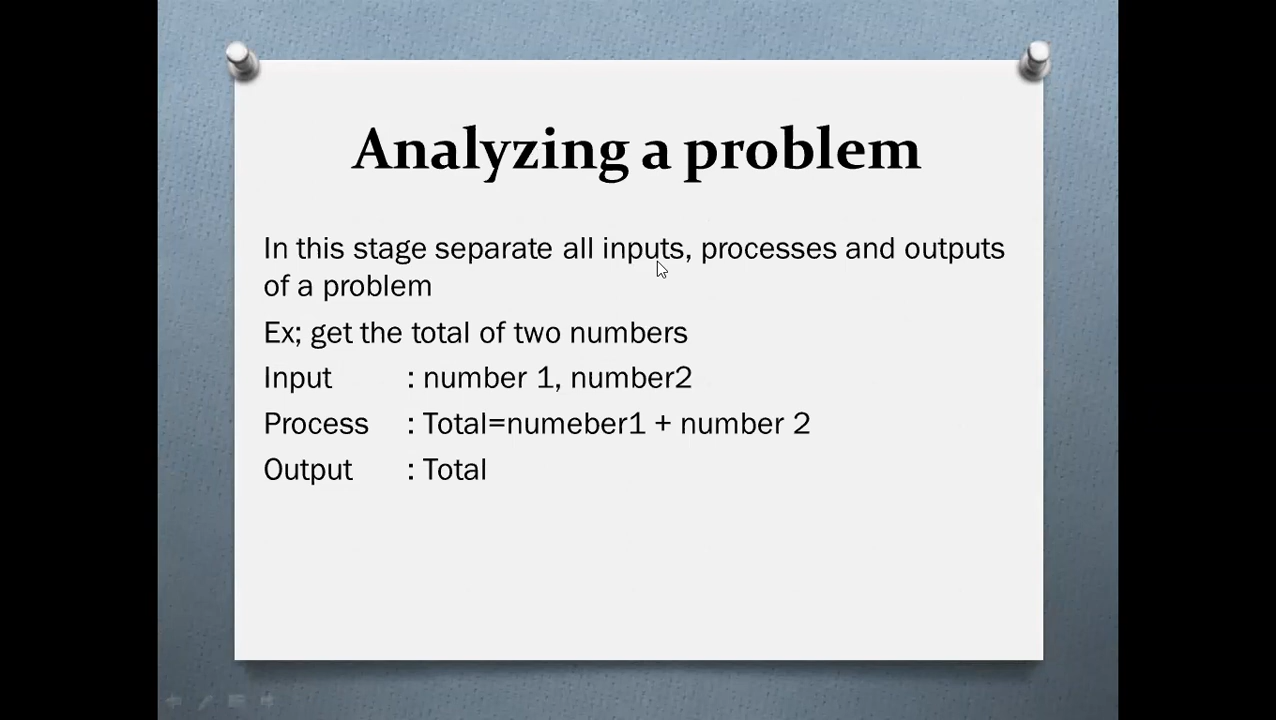 Analyzing a problem
In this stage separate all inputs, processes and outputs
of a problem
Ex; get the total of two numbers
Input : number 1, number2
Process : Total=numeber1 + number 2
Output : Total